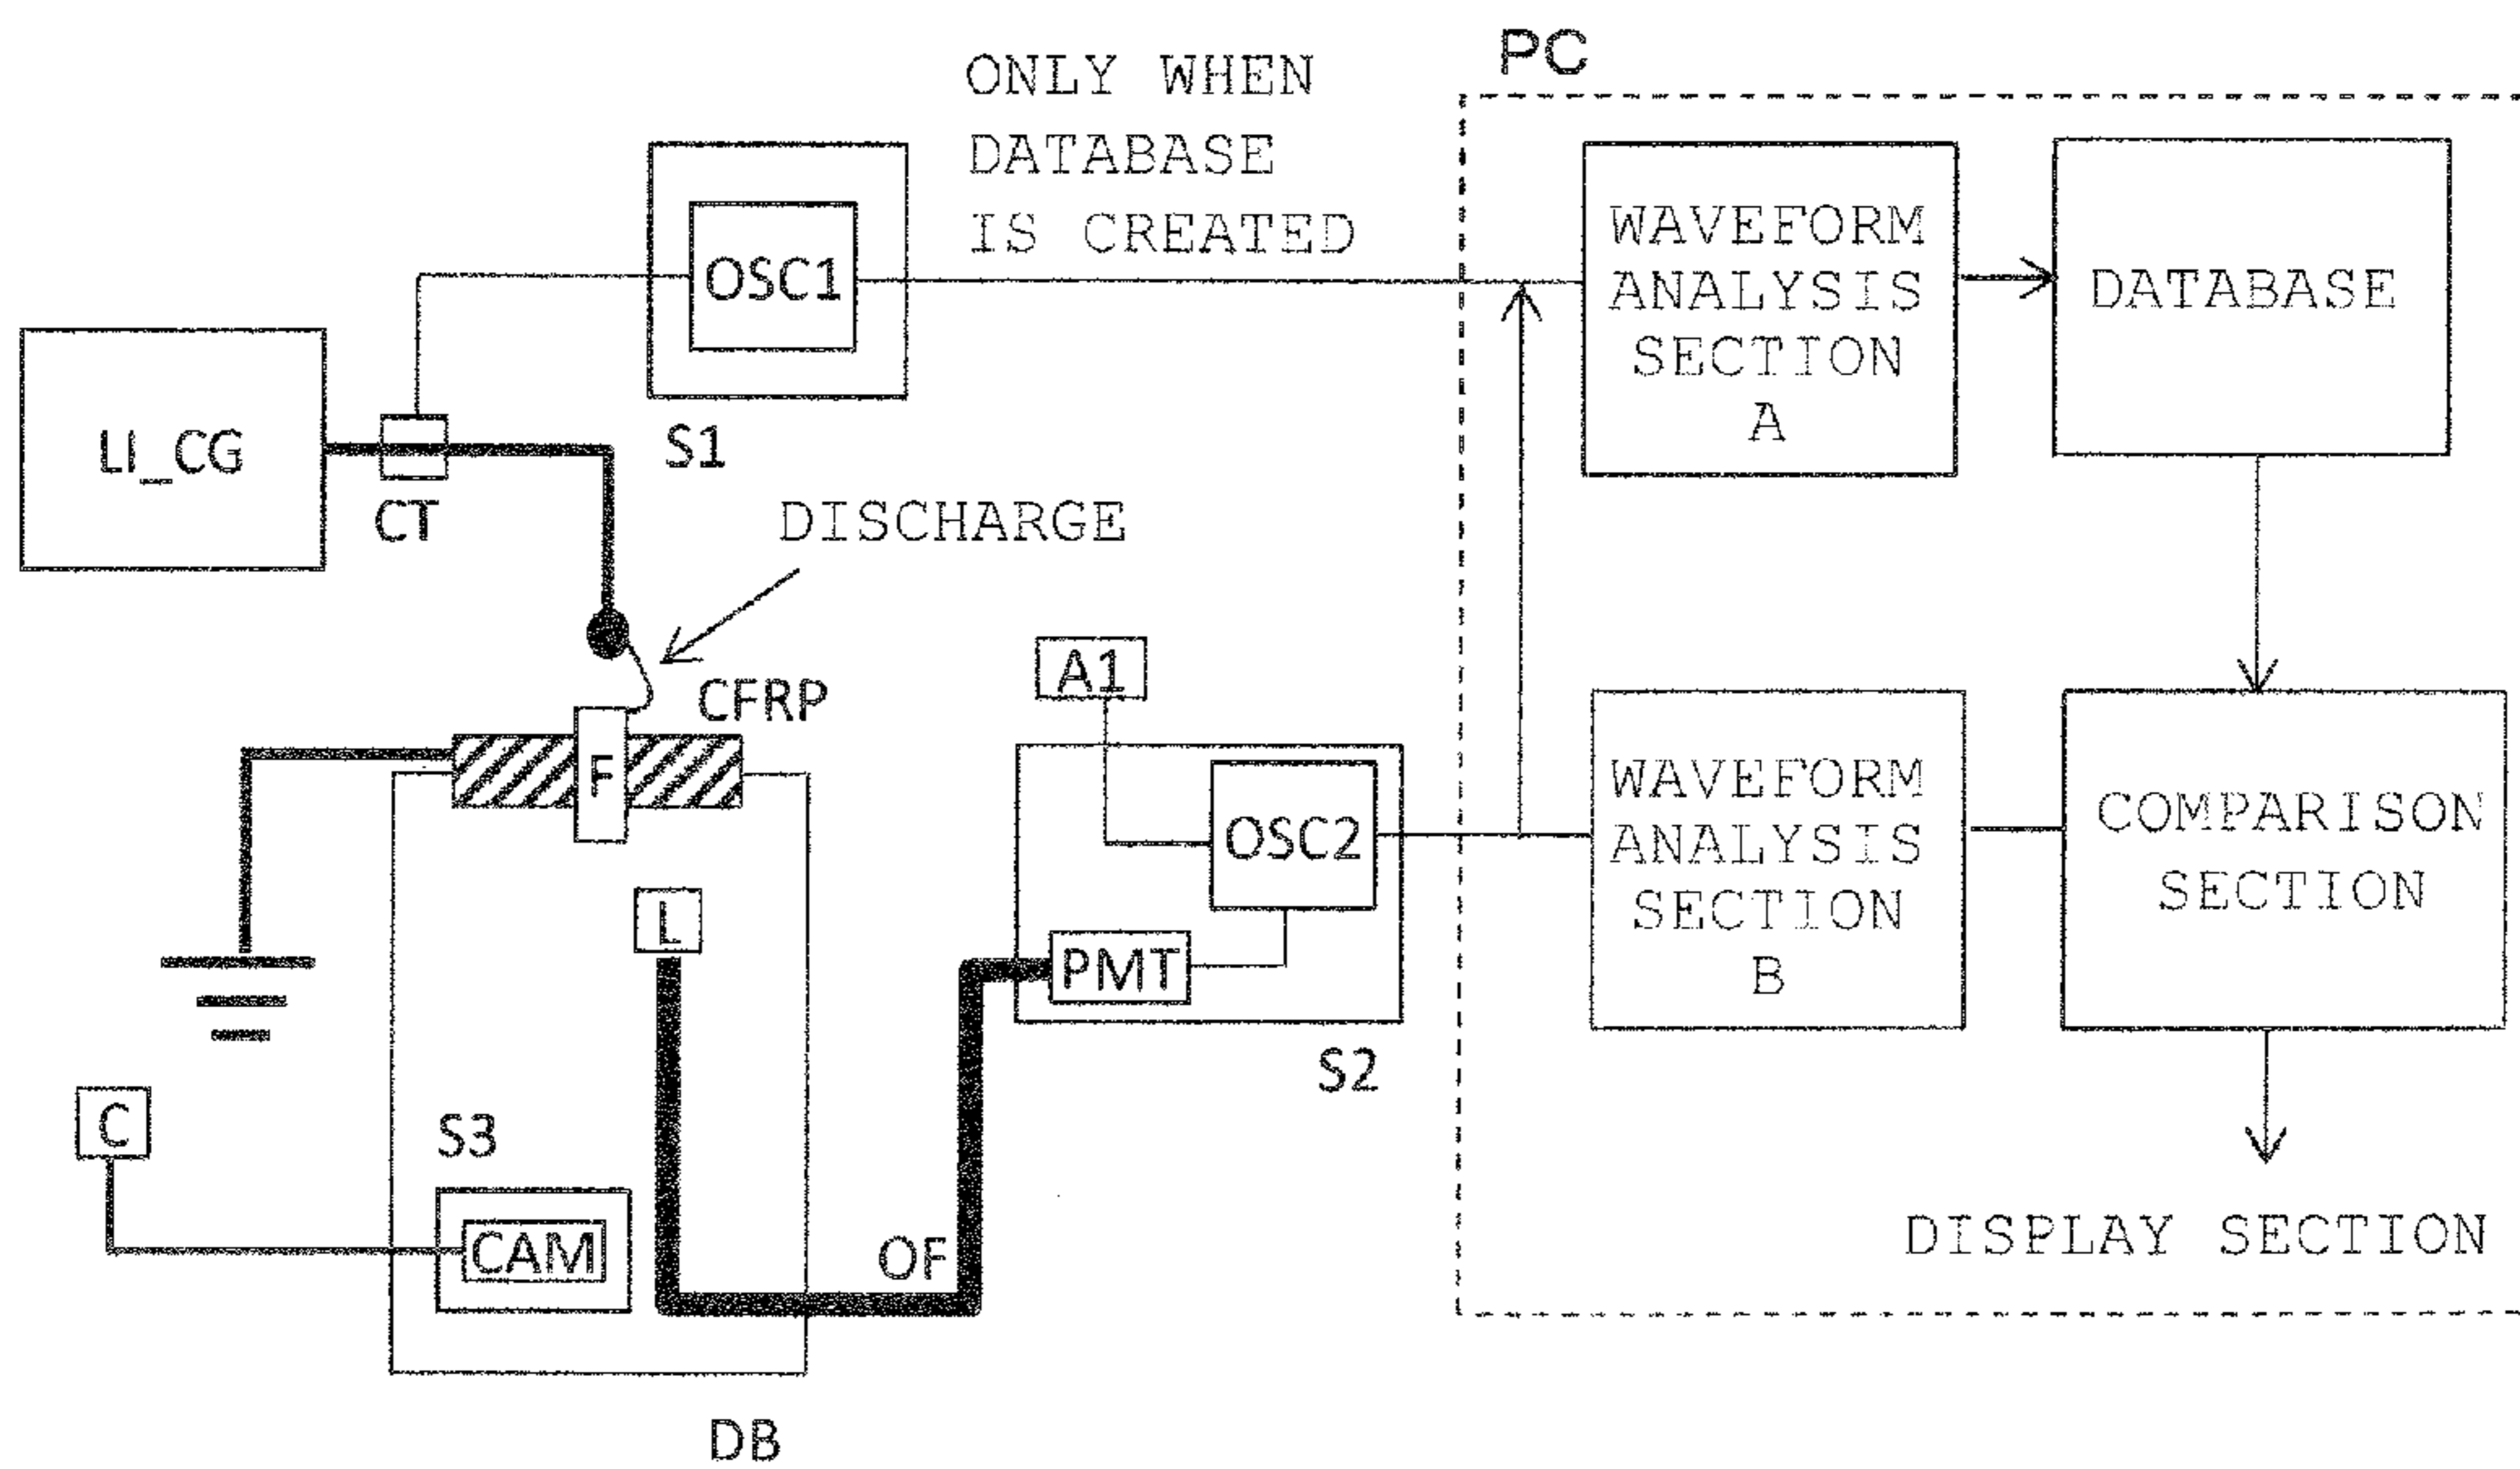 PC
ONLY WHEN
DATABASE
IS CREATED
OSC1
S1
LI_CG
CT
WAVEFORM
ANALYSIS
SECTION
A
DATABASE
DISCHARGE
CFRP
F
A1
OSC2
PMT
S2
WAVEFORM
ANALYSIS
SECTION
B
COMPARISON
SECTION
L
C
S3
CAM
OF
DISPLAY SECTION
DB